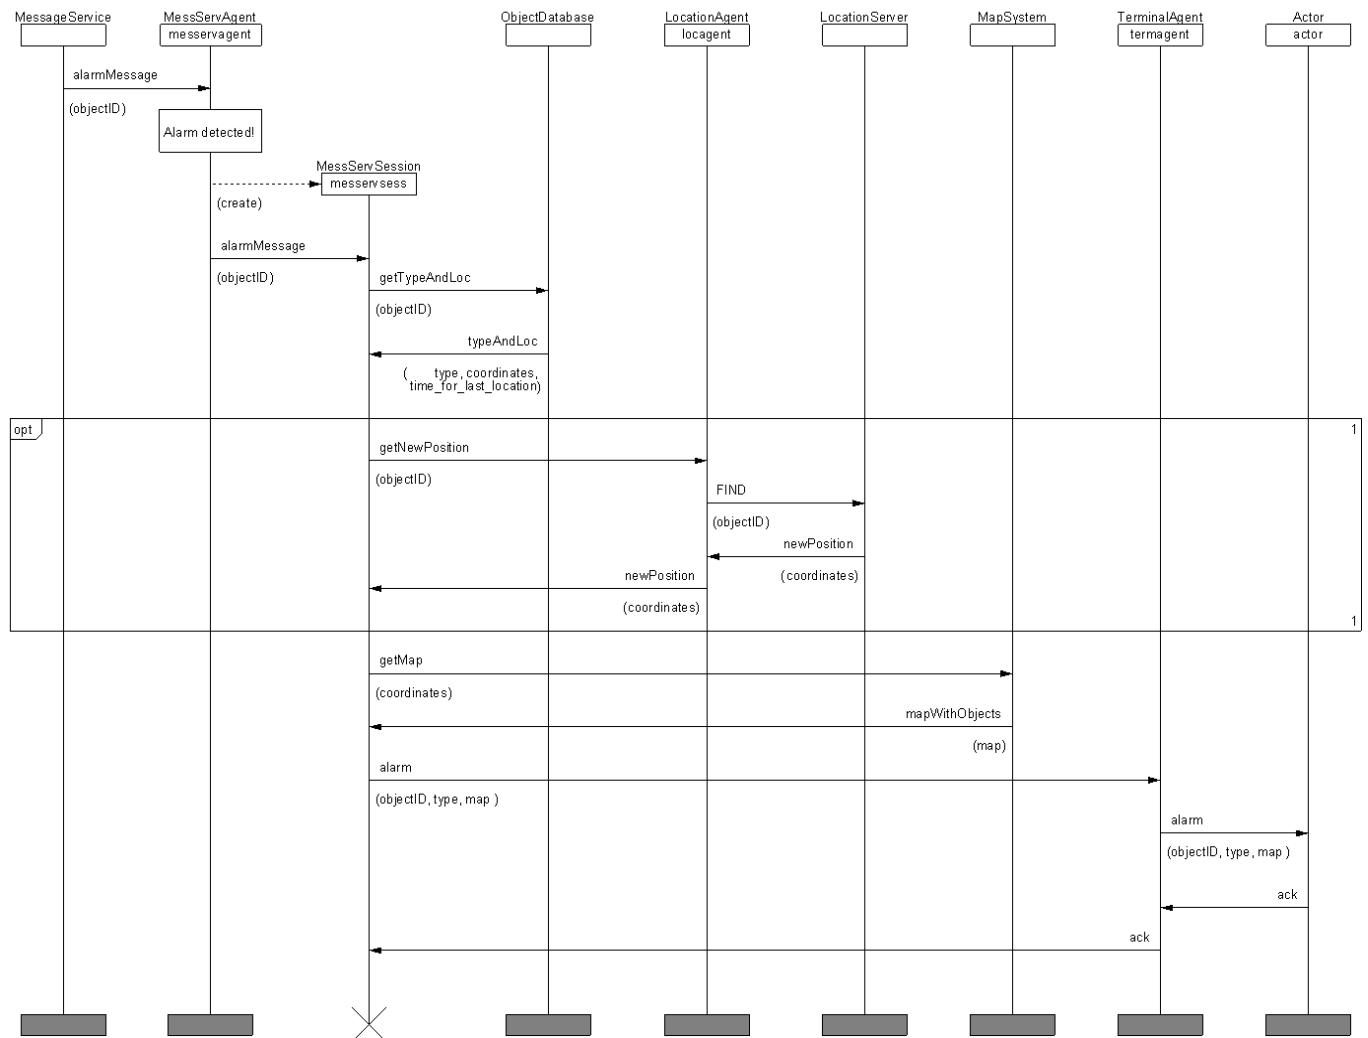 MessageService
MessServAgent
ObjectDatabase
LocationAgent
LocationServer
MapSystem
TerminalAgent
Actor
messervagent
locagent
termagent
actor
alarmMessage
(objectID)
Alarm detected!
MessServSession
messervsess
(create)
alarmMessage
(objectID)
getTypeAndLoc
(objectID)
typeAndLoc
( type, coordinates,
time_for_last_location)
opt
1
getNewPosition
(objectID)
FIND
(objectID)
newPosition
(coordinates)
newPosition
(coordinates)
1
getMap
(coordinates)
mapWithObjects
(map)
alarm
(objectID, type, map )
alarm
(objectID, type, map )
ack
ack